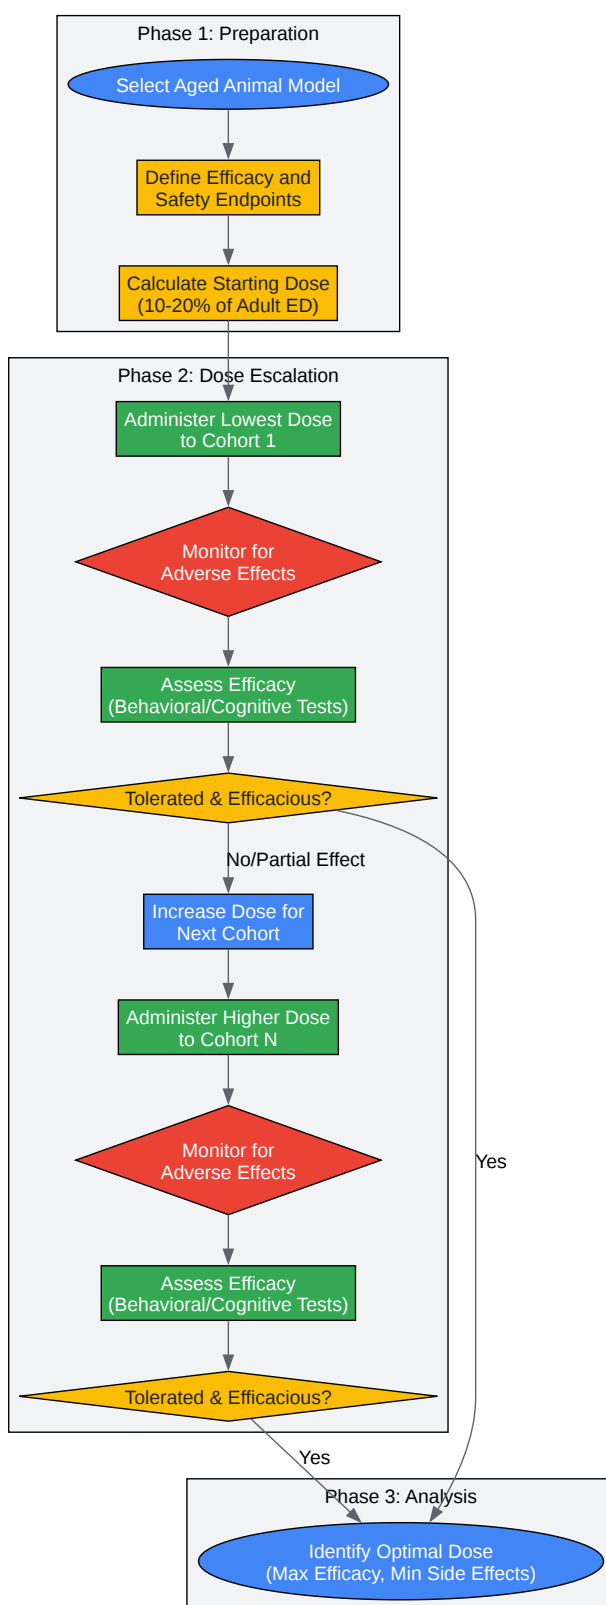 Phase 1: Preparation
Select Aged Animal Model
Define Efficacy and
Safety Endpoints
Calculate Starting Dose
(10-20% of Adult ED)
Phase 2: Dose Escalation
Administer Lowest Dose
to Cohort 1
Monitor for
Adverse Effects
Assess Efficacy
(Behavioral/Cognitive Tests)
Tolerated & Efficacious?
No/Partial Effect
Increase Dose for
Next Cohort
Administer Higher Dose
to Cohort N
Monitor for
Adverse Effects
Yes
Assess Efficacy
(Behavioral/Cognitive Tests)
Tolerated & Efficacious?
Yes
Phase 3: Analysis
Identify Optimal Dose
(Max Efficacy, Min Side Effects)